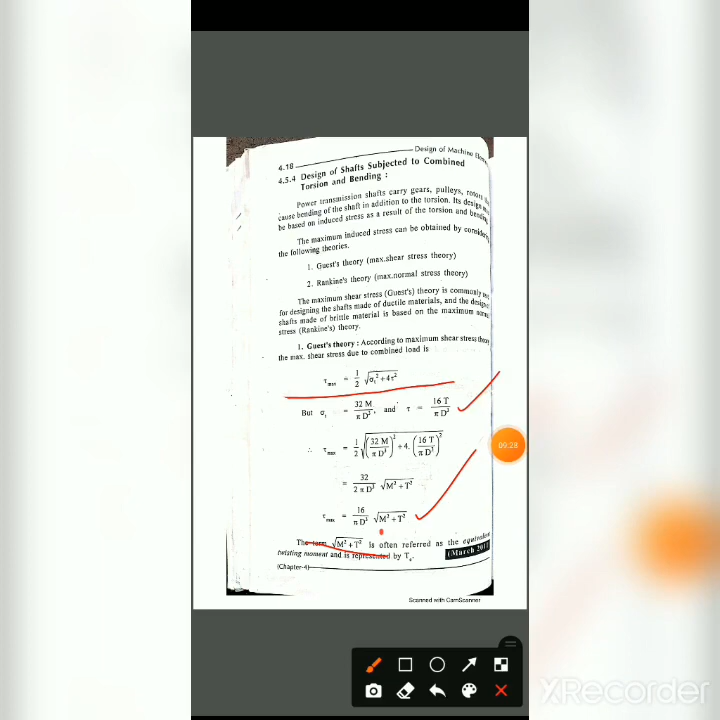 4.18 Design of Machine
4.5.4 Design of Shafts Subjected to Combined
Torsion and Bending :
Power transmission shafts carry gears, pulleys, rotors
cause bending of the shaft in addition to the torsion. Its design
be based on induced stress as a result of the torsion and bending
The maximum induced stress can be obtained by
the following theories.
1. Guest's theory (max.shear stress theory)
2. Rankine's theory (max.normal stress theory)
The maximum shear stress (Guest's) theory is commonly
for designing the shafts made of ductile materials, and the design
shafts made of brittle material is based on the maximum
stress (Rankine's) theory.
1. Guest's theory : According to maximum shear stress theory
the max. shear stress due to combined load is
τmax = 1/2 √σt² + 4τ²
But σt = 32 M / π D³, and τ = 16 T / π D³
∴ τmax = 1/2 √(32 M / π D³)² + 4. (16 T / π D³)²
= 32 / 2 π D³ √M² + T²
τmax = 16 / π D³ √M² + T²
The term √M² + T² is often referred as the equivalent
twisting moment and is represented by Te.
(March 201
(Chapter-4)
Scanned with CamScanner
09:28
XRecorder